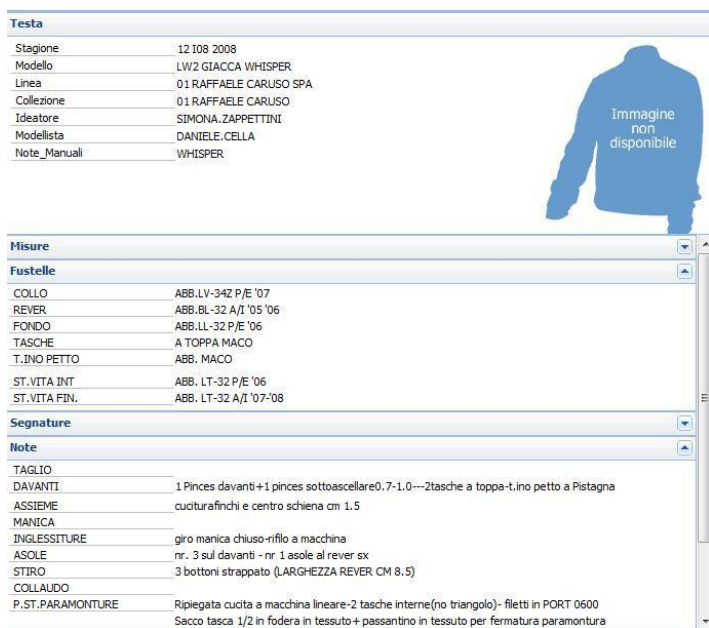 Testa
Stagione 12 I08 2008
Modello LW2 GIACCA WHISPER
Linea 01 RAFFAELE CARUSO SPA
Collezione 01 RAFFAELE CARUSO
Ideatore SIMONA.ZAPPETTINI
Modellista DANIELE.CELLA
Note_Manuali WHISPER
Immagine
non
disponibile
Misure
Fustelle
COLLO ABB.LV-34Z P/E '07
REVER ABB.BL-32 A/I '05 '06
FONDO ABB.LL-32 P/E '06
TASCHE A TOPPA MACO
T.INO PETTO ABB. MACO
ST.VITA INT ABB. LT-32 P/E '06
ST.VITA FIN. ABB. LT-32 A/I '07-'08
Segnature
Note
TAGLIO
DAVANTI 1 Pinces davanti+1 pinces sottoascellare0.7-1.0---2tasche a toppa-t.ino petto a Pistagna
ASSIEME cuciturafinchi e centro schiena cm 1.5
MANICA
INGLESSITURE giro manica chiuso-rifilo a macchina
ASOLE nr. 3 sul davanti - nr 1 asole al rever sx
STIRO 3 bottoni strappato (LARGHEZZA REVER CM 8.5)
COLLAUDO
P.ST.PARAMONTURE Ripiegata cucita a macchina lineare-2 tasche interne(no triangolo)- filetti in PORT 0600
Sacco tasca 1/2 in fodera in tessuto+passantino in tessuto per fermatura paramontura